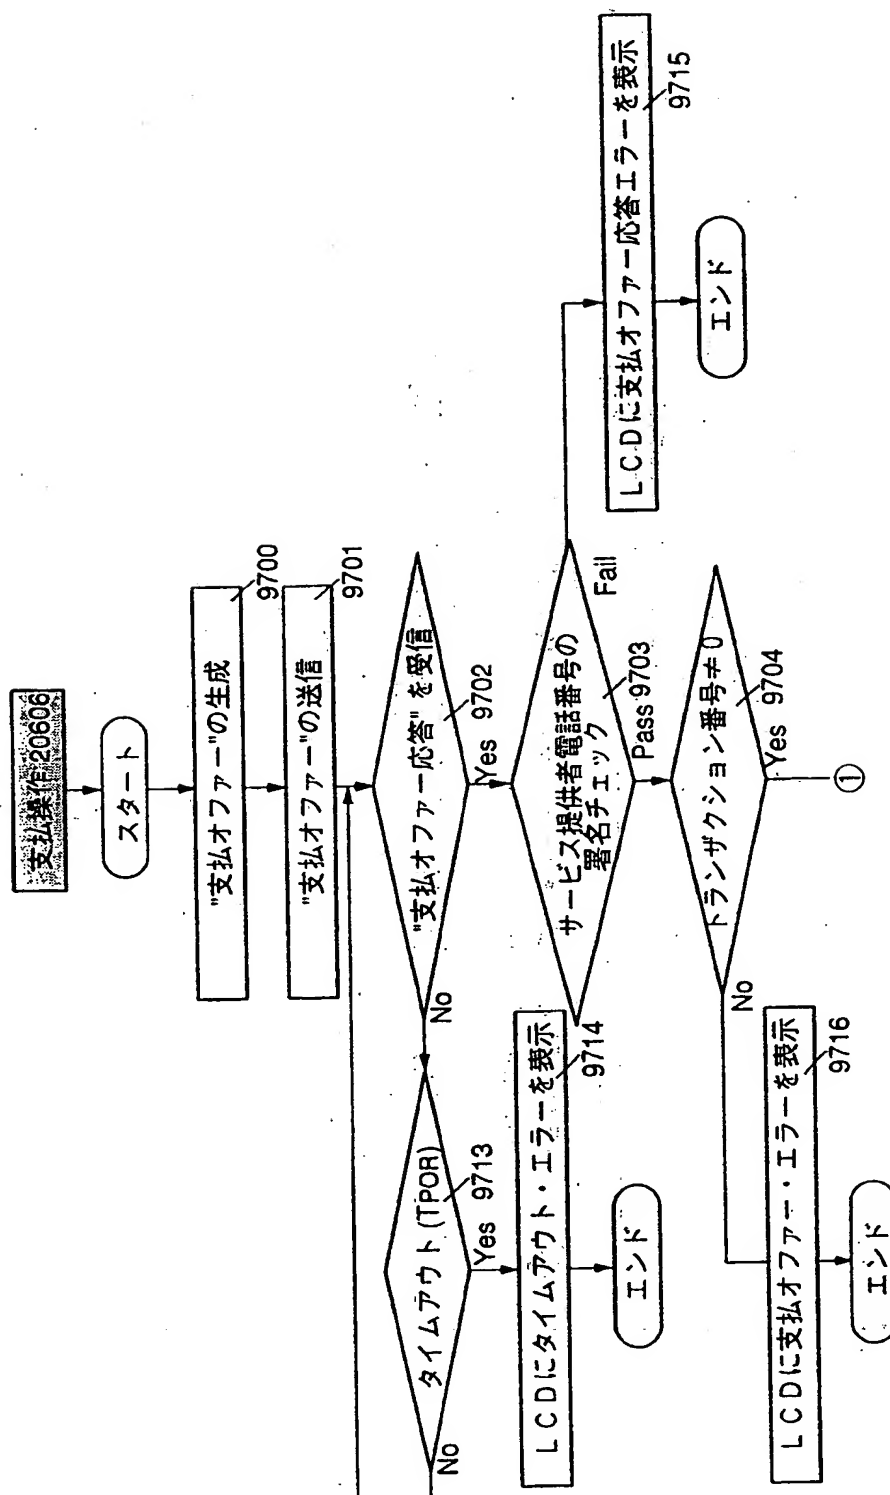 支払操作20606
スタート
"支払オファー"の生成
9700
"支払オファー"の送信
9701
"支払オファー応答"を受信
9702
No
Yes
タイムアウト(TPOR)
9713
No
Yes
LCDにタイムアウト・エラーを表示
9714
エンド
サービス提供者電話番号の
署名チェック
9703
Fail
Pass
LCDに支払オファー応答エラーを表示
9715
エンド
トランザクション番号≠0
9704
No
Yes
①
LCDに支払オファー・エラーを表示
9716
エンド